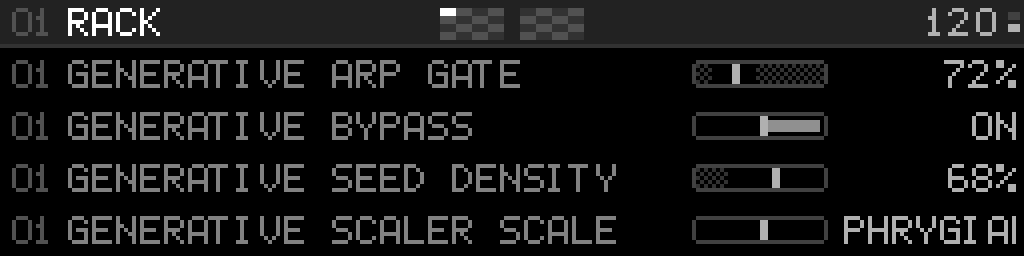 01 RACK 120
01 GENERATIVE ARP GATE 72%
01 GENERATIVE BYPASS ON
01 GENERATIVE SEED DENSITY 68%
01 GENERATIVE SCALER SCALE PHRYGIAN